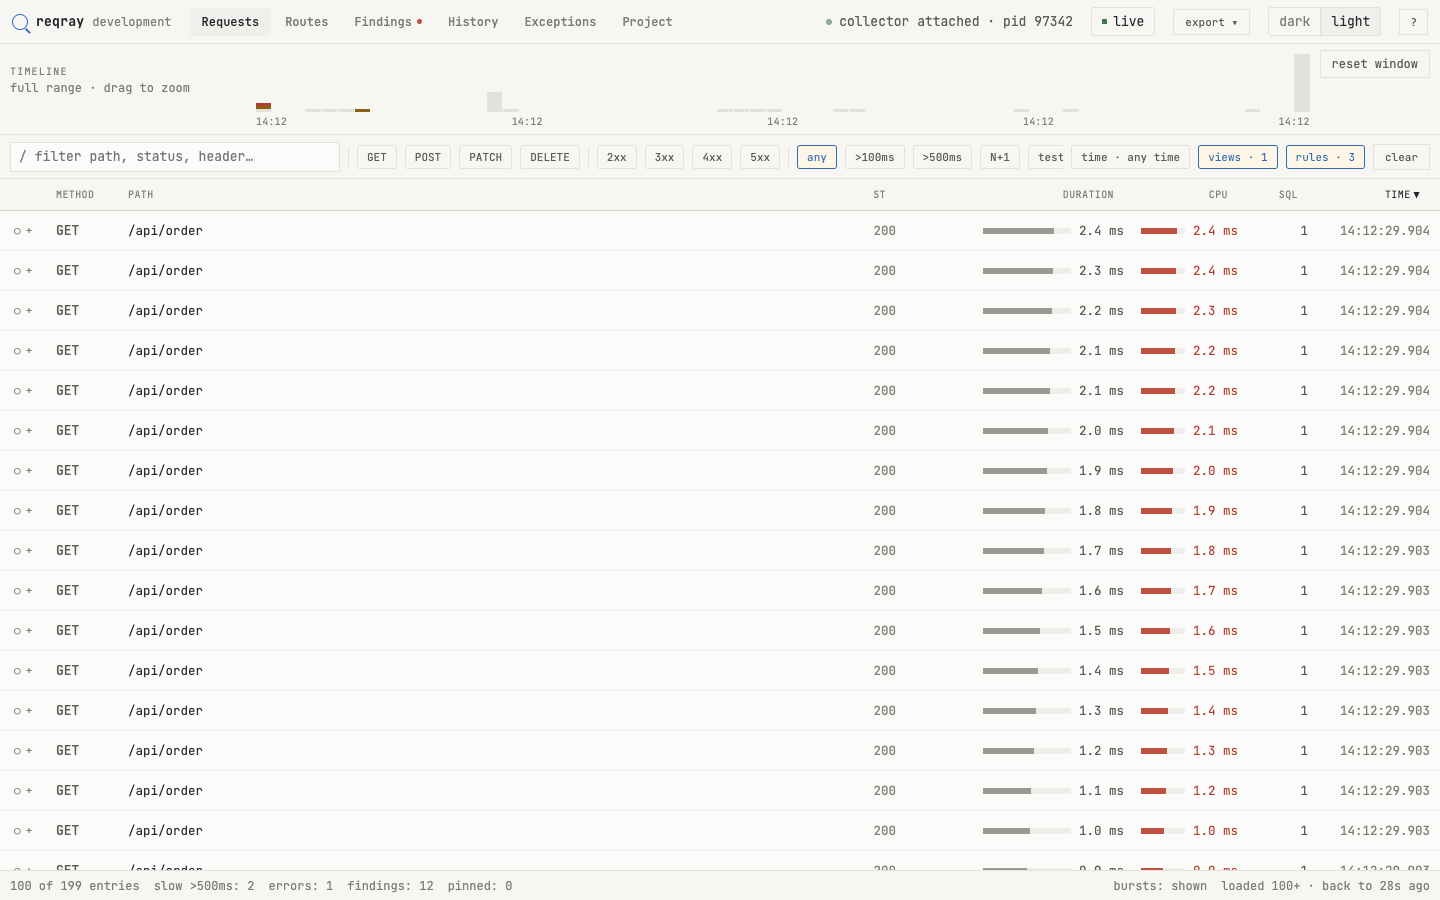 reqray development Requests Routes Findings History Exceptions Project collector attached · pid 97342 live export ▾ dark light ?
TIMELINE
full range · drag to zoom
reset window
14:12 14:12 14:12 14:12 14:12
/ filter path, status, header… GET POST PATCH DELETE 2xx 3xx 4xx 5xx any >100ms >500ms N+1 test time · any time views · 1 rules · 3 clear
METHOD PATH ST DURATION CPU SQL TIME ▼
+ GET /api/order 200 2.4 ms 2.4 ms 1 14:12:29.904
+ GET /api/order 200 2.3 ms 2.4 ms 1 14:12:29.904
+ GET /api/order 200 2.2 ms 2.3 ms 1 14:12:29.904
+ GET /api/order 200 2.1 ms 2.2 ms 1 14:12:29.904
+ GET /api/order 200 2.1 ms 2.2 ms 1 14:12:29.904
+ GET /api/order 200 2.0 ms 2.1 ms 1 14:12:29.904
+ GET /api/order 200 1.9 ms 2.0 ms 1 14:12:29.904
+ GET /api/order 200 1.8 ms 1.9 ms 1 14:12:29.904
+ GET /api/order 200 1.7 ms 1.8 ms 1 14:12:29.903
+ GET /api/order 200 1.6 ms 1.7 ms 1 14:12:29.903
+ GET /api/order 200 1.5 ms 1.6 ms 1 14:12:29.903
+ GET /api/order 200 1.4 ms 1.5 ms 1 14:12:29.903
+ GET /api/order 200 1.3 ms 1.4 ms 1 14:12:29.903
+ GET /api/order 200 1.2 ms 1.3 ms 1 14:12:29.903
+ GET /api/order 200 1.1 ms 1.2 ms 1 14:12:29.903
+ GET /api/order 200 1.0 ms 1.0 ms 1 14:12:29.903
100 of 199 entries slow >500ms: 2 errors: 1 findings: 12 pinned: 0 bursts: shown loaded 100+ · back to 28s ago